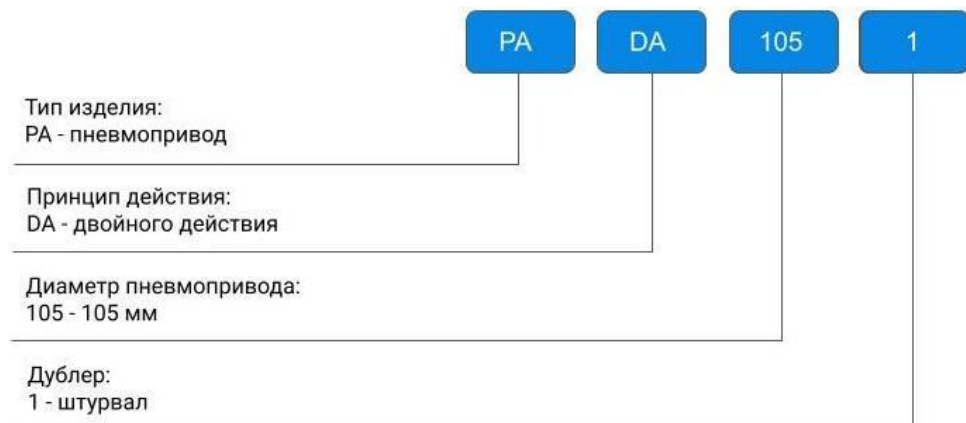 PA DA 105 1
Тип изделия:
PA - пневмопривод
Принцип действия:
DA - двойного действия
Диаметр пневмопривода:
105 - 105 мм
Дублер:
1 - штурвал